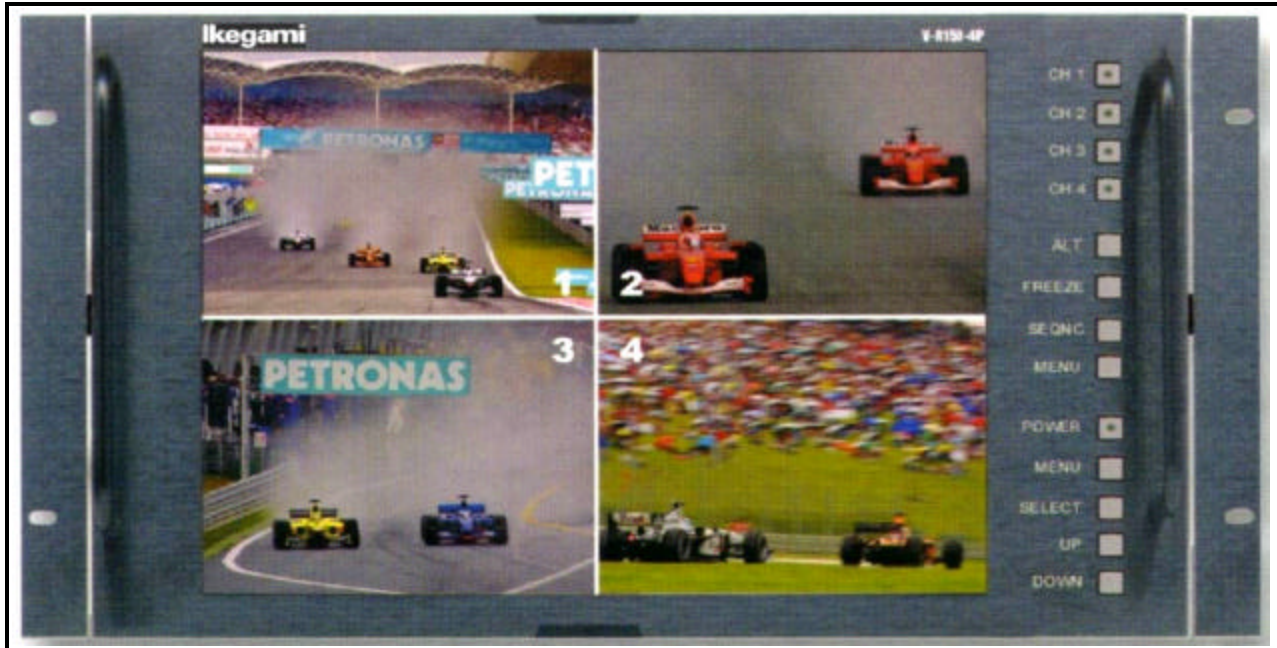 Ikegami
V-R150-4P
PETRONAS
PET
PETRONAS
1
Marlboro
2
PETRONAS
3
4
CH 1
CH 2
CH 3
CH 4
ALT
FREEZE
SEQNC
MENU
POWER
MENU
SELECT
UP
DOWN